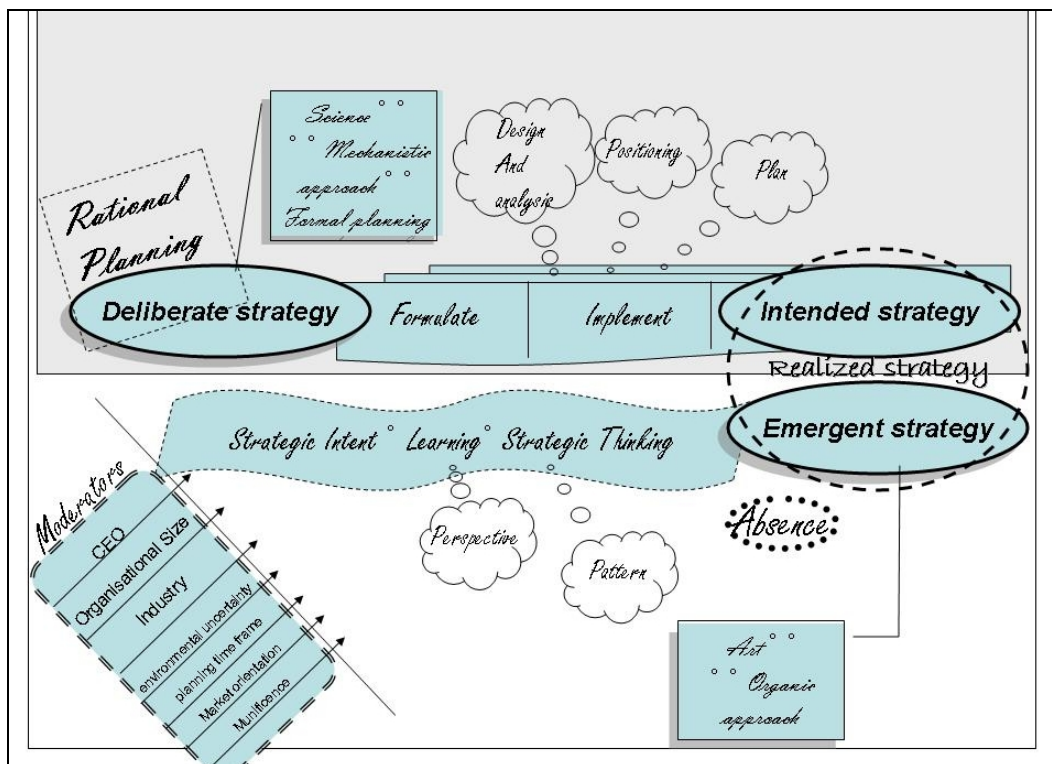 Science
Mechanistic
approach
Formal planning
Design
And
analysis
Positioning
Plan
Rational
Planning
Deliberate strategy
Formulate
Implement
Intended strategy
Realized strategy
Emergent strategy
Strategic Intent Learning Strategic Thinking
Absence
Perspective
Pattern
Moderators
CEO
Organisational Size
Industry
environmental uncertainty
planning time frame
Market orientation
Munificence
Art
Organic
approach